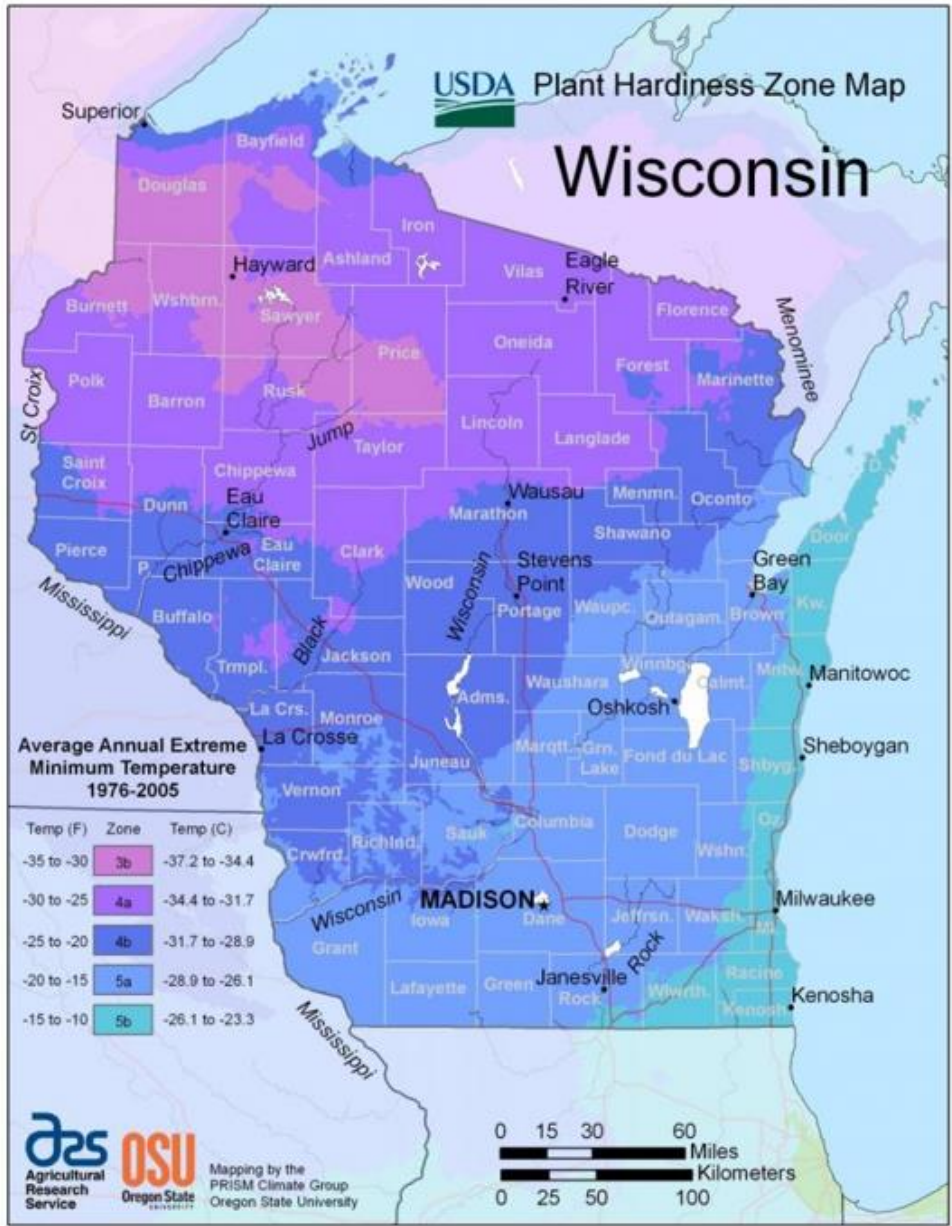 USDA Plant Hardiness Zone Map
Wisconsin
Superior
Bayfield
Douglas
Iron
Ashland
Hayward
Vilas
Eagle
River
Burnett
Wshbrn.
Sawyer
Florence
Menominee
Oneida
Price
Forest
Marinette
St Croix
Polk
Barron
Rusk
Lincoln
Jump
Taylor
Langlade
Saint
Croix
Chippewa
Dunn
Eau
Claire
Wausau
Marathon
Menmn.
Oconto
Shawano
D.
Door
Pierce
P.
Chippewa
Eau
Claire
Clark
Wood
Wisconsin
Stevens
Point
Portage
Green
Bay
Waupc.
Outagam.
Brown
Kw.
Mississippi
Buffalo
Trmpl.
Black
Jackson
Adms.
Waushara
Winnbg.
Calmt.
Mntw.
Manitowoc
Oshkosh
La Crs.
Monroe
La Crosse
Juneau
Marqtt.
Grn.
Lake
Fond du Lac
Shbyg.
Sheboygan
Vernon
Richlnd.
Sauk
Columbia
Dodge
Oz.
Wshn.
Crwfrd.
Wisconsin
MADISON
Iowa
Dane
Jeffrsn.
Waksh.
Milwaukee
Ml.
Grant
Rock
Lafayette
Green
Janesville
Rock
Wlwrth.
Racine
Kenosh.
Kenosha
Mississippi
Average Annual Extreme
Minimum Temperature
1976-2005
Temp (F) Zone Temp (C)
-35 to -30 3b -37.2 to -34.4
-30 to -25 4a -34.4 to -31.7
-25 to -20 4b -31.7 to -28.9
-20 to -15 5a -28.9 to -26.1
-15 to -10 5b -26.1 to -23.3
ars
Agricultural
Research
Service
OSU
Oregon State
UNIVERSITY
Mapping by the
PRISM Climate Group
Oregon State University
0 15 30 60
Miles
Kilometers
0 25 50 100